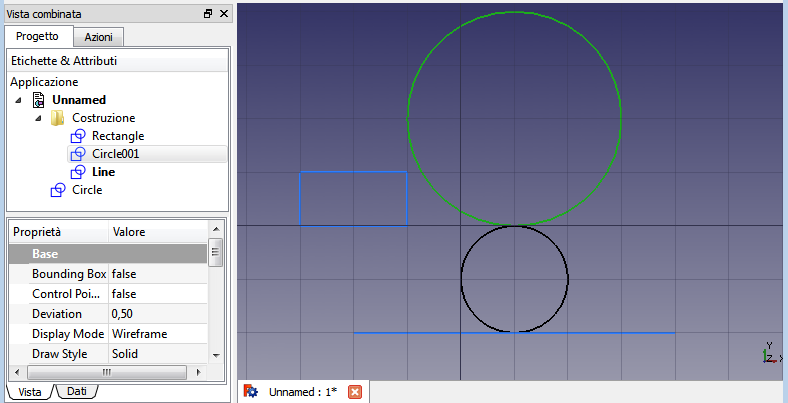 Vista combinata
Progetto Azioni
Etichette & Attributi
Applicazione
Unnamed
Costruzione
Rectangle
Circle001
Line
Circle
Proprietà Valore
Base
Bounding Box false
Control Poi... false
Deviation 0,50
Display Mode Wireframe
Draw Style Solid
Vista Dati
Unnamed : 1*
Y
Z X